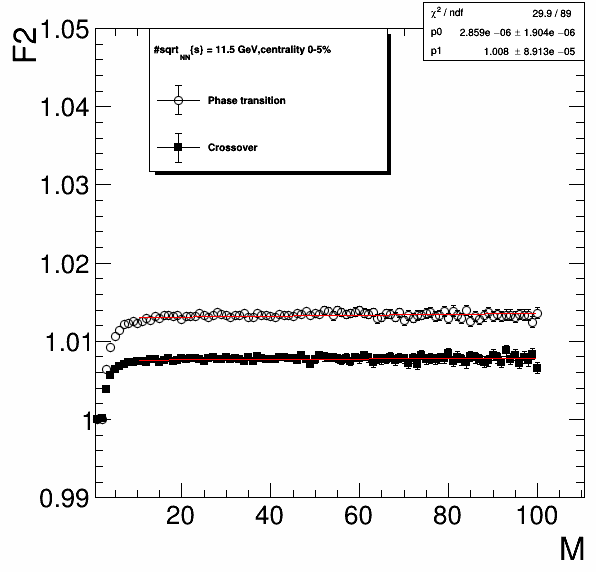 F2
1.05
1.04
1.03
1.02
1.01
1
0.99
#sqrt_NN{s} = 11.5 GeV,centrality 0-5%
Phase transition
Crossover
χ² / ndf 29.9 / 89
p0 2.859e −06 ± 1.904e −06
p1 1.008 ± 8.913e −05
20 40 60 80 100
M